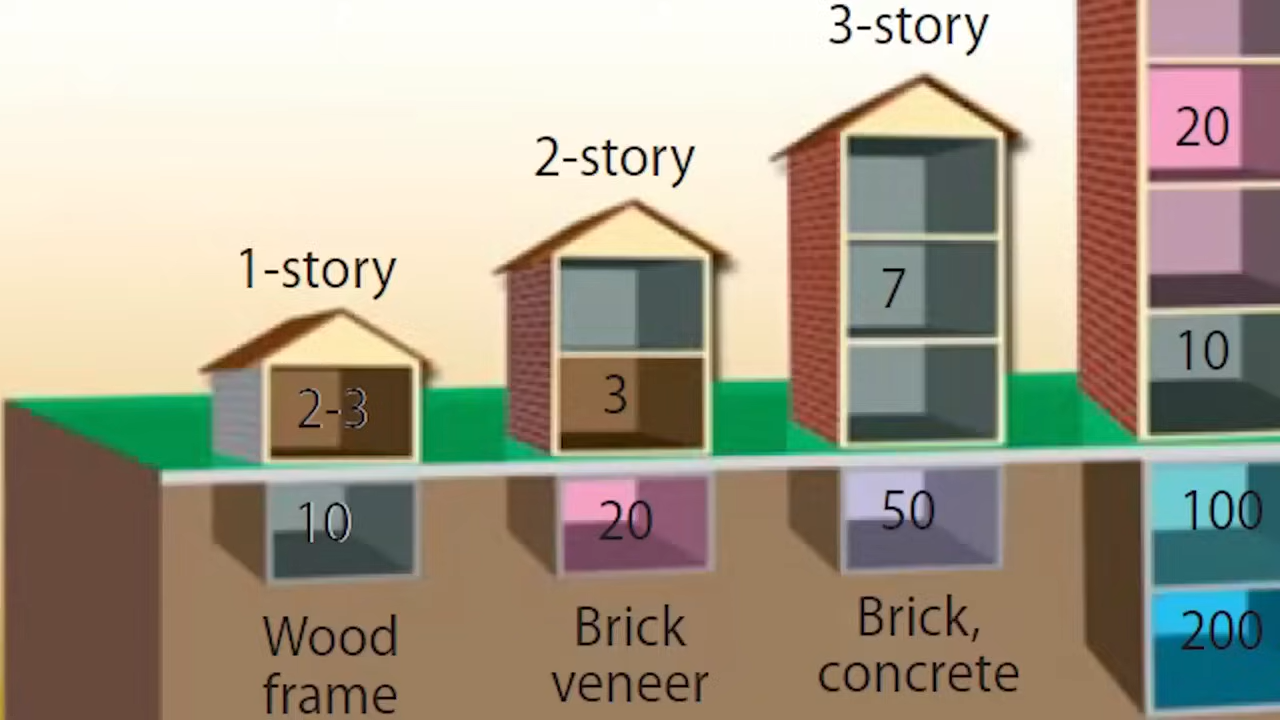 3-story
20
2-story
1-story
7
10
2-3
3
10
20
50
100
200
Wood
frame
Brick
veneer
Brick,
concrete